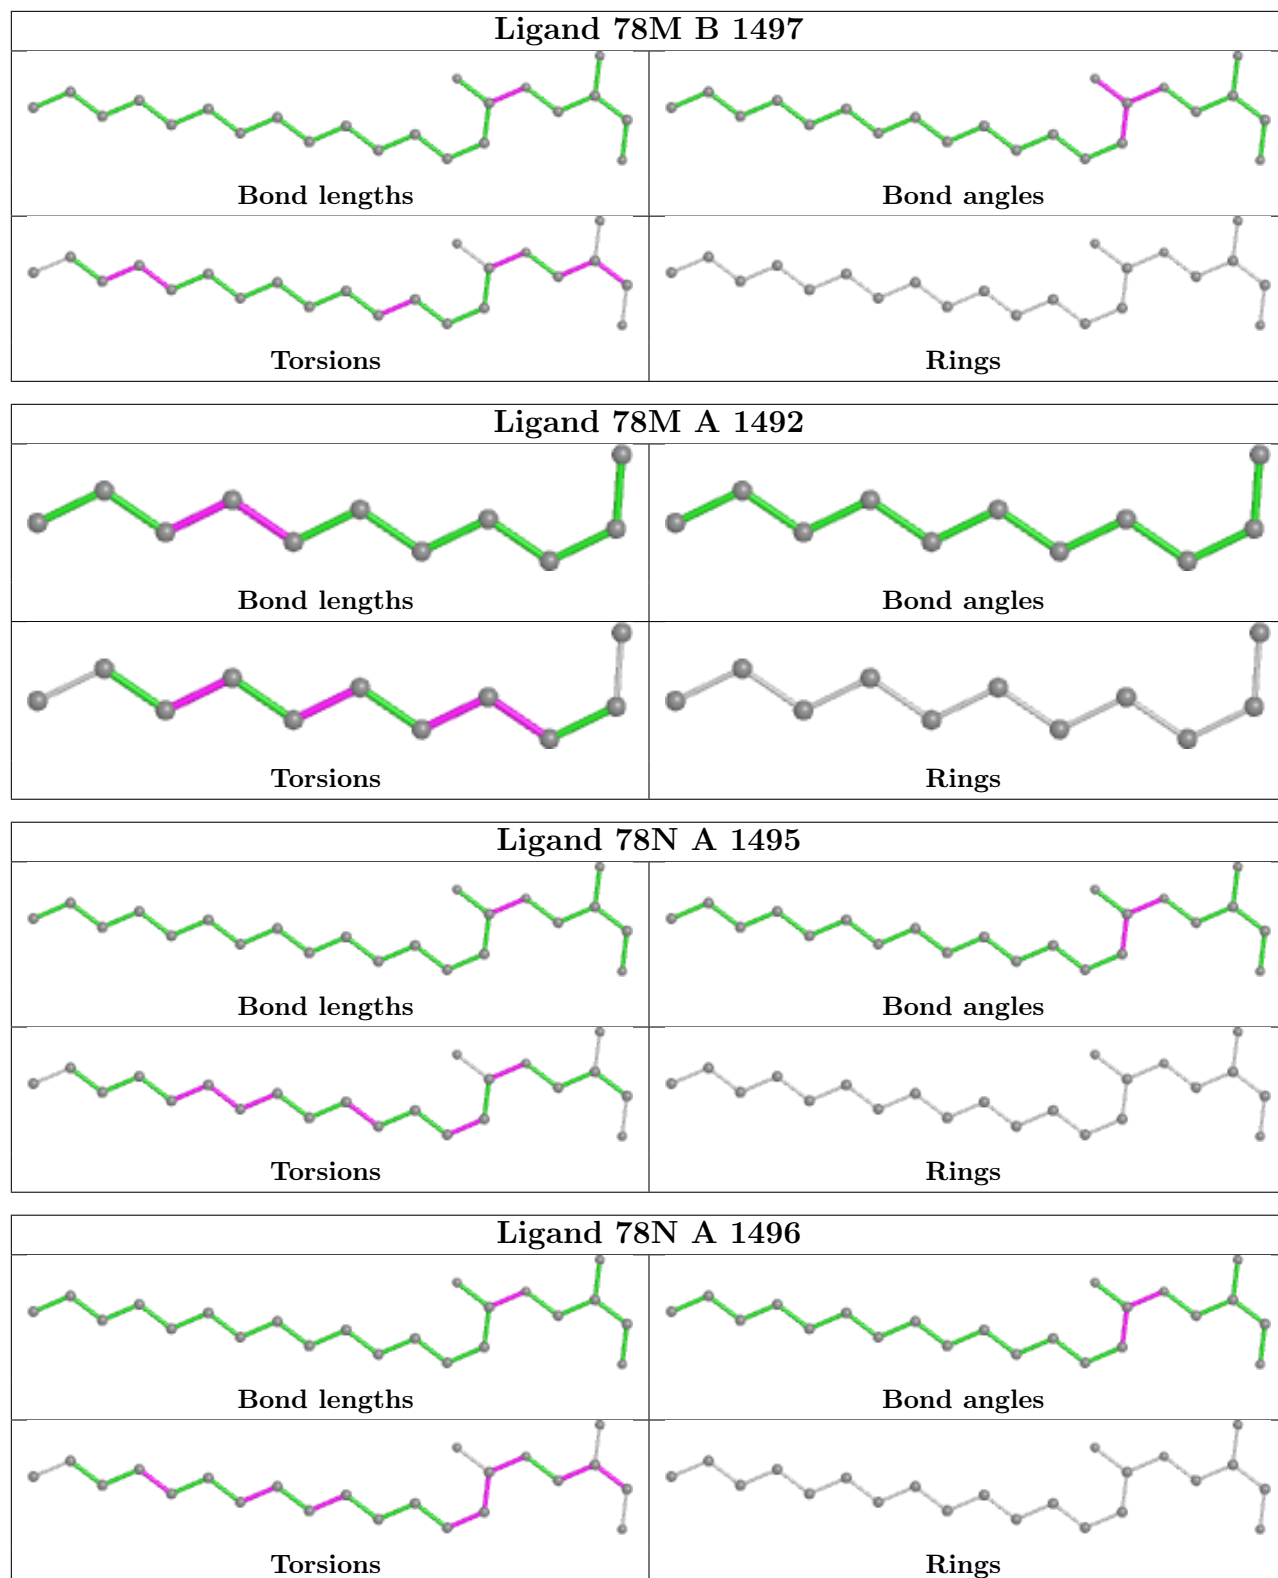 Ligand 78M B 1497
Bond lengths
Bond angles
Torsions
Rings
Ligand 78M A 1492
Bond lengths
Bond angles
Torsions
Rings
Ligand 78N A 1495
Bond lengths
Bond angles
Torsions
Rings
Ligand 78N A 1496
Bond lengths
Bond angles
Torsions
Rings